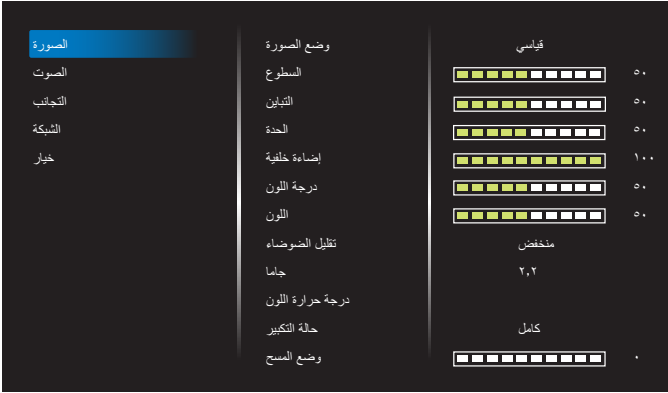 الصورة
الصوت
التجانب
الشبكة
خيار
وضع الصورة قياسي
السطوع ٥٠
التباين ٥٠
الحدة ٥٠
إضاءة خلفية ١٠٠
درجة اللون ٥٠
اللون ٥٠
تقليل الضوضاء منخفض
جاما ٢,٢
درجة حرارة اللون
حالة التكبير كامل
وضع المسح ٠